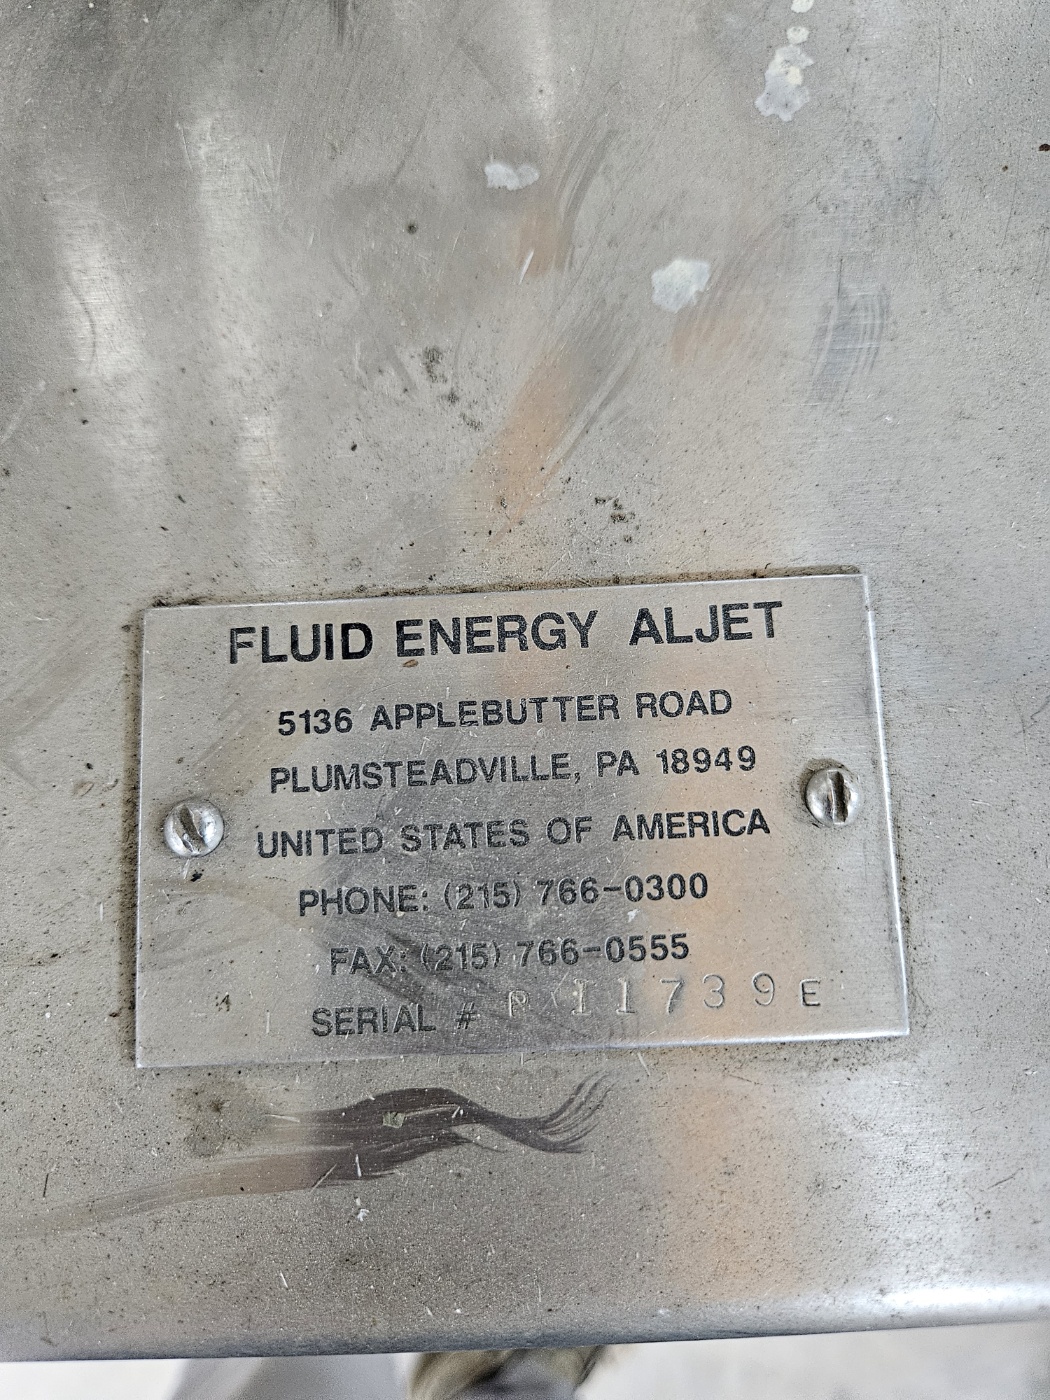 FLUID ENERGY ALJET
5136 APPLEBUTTER ROAD
PLUMSTEADVILLE, PA 18949
UNITED STATES OF AMERICA
PHONE: (215) 766-0300
FAX: (215) 766-0555
SERIAL # P 11739 E